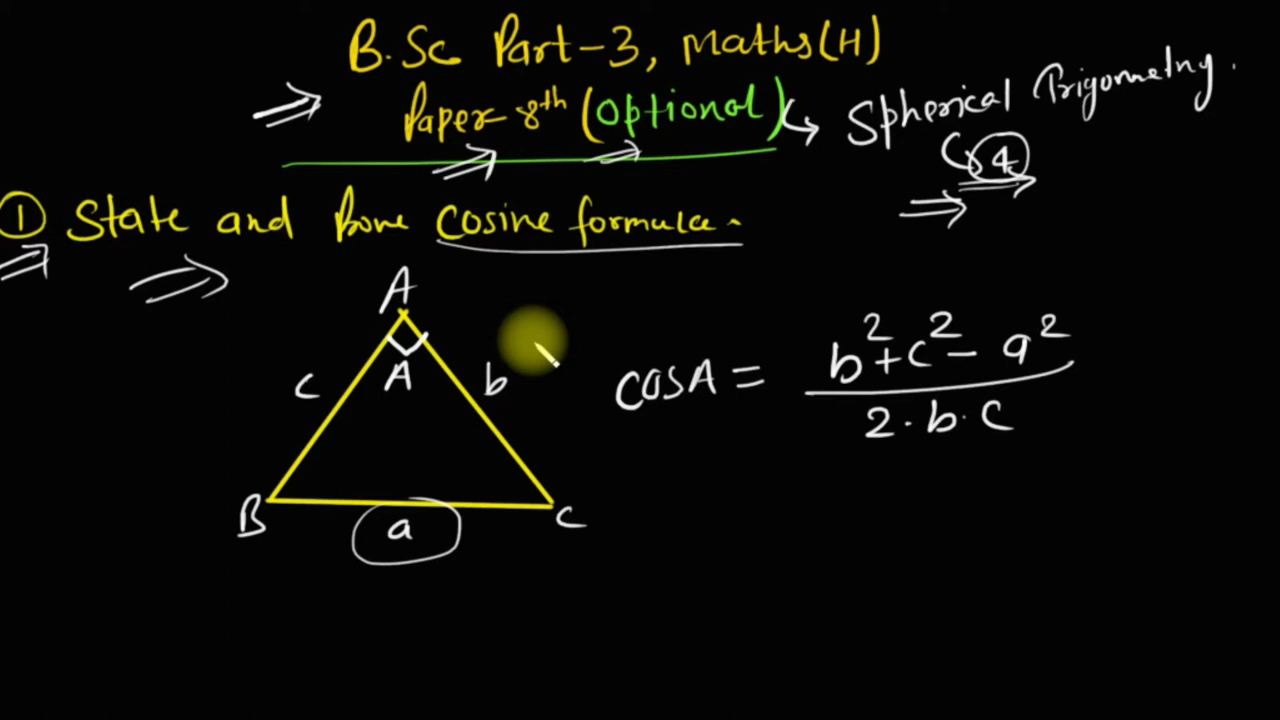 B.Sc Part-3, Maths(H)
Paper-8th (Optional) ↪ Spherical Trigonometry.
↪ 4
① State and Prove Cosine formula.
A
A
c
b
B
a
C
cosA = (b² + c² - a²) / (2·b·c)